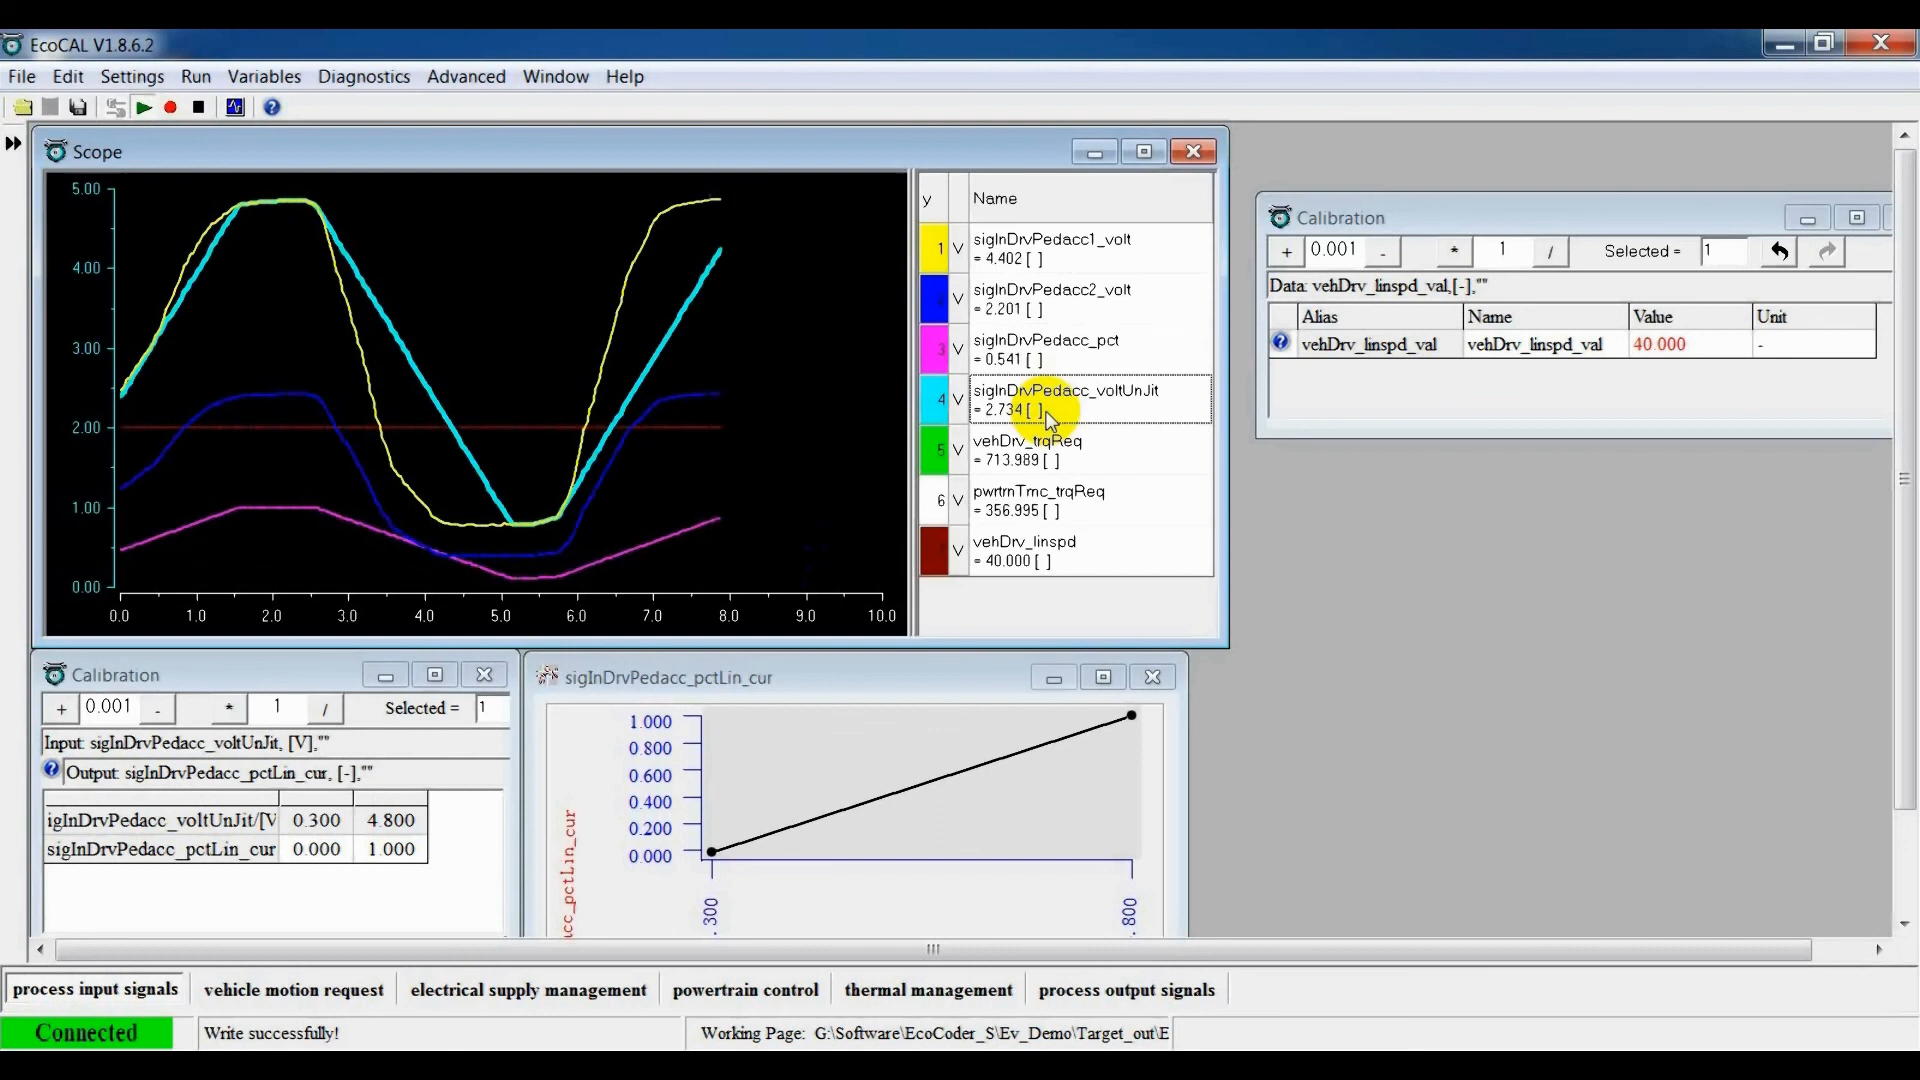 EcoCAL V1.8.6.2
File Edit Settings Run Variables Diagnostics Advanced Window Help
Scope
5.00
4.00
3.00
2.00
1.00
0.00
0.0 1.0 2.0 3.0 4.0 5.0 6.0 7.0 8.0 9.0 10.0
y Name
1 V sigInDrvPedacc1_volt
= 4.402 [ ]
V sigInDrvPedacc2_volt
= 2.201 [ ]
3 V sigInDrvPedacc_pct
= 0.541 [ ]
4 V sigInDrvPedacc_voltUnJit
= 2.734 [ ]
5 V vehDrv_trqReq
= 713.989 [ ]
6 V pwrtrnTmc_trqReq
= 356.995 [ ]
V vehDrv_linspd
= 40.000 [ ]
Calibration
+ 0.001 - * 1 / Selected = 1
Data: vehDrv_linspd_val,[-],""
Alias Name Value Unit
vehDrv_linspd_val vehDrv_linspd_val 40.000 -
Calibration
+ 0.001 - * 1 / Selected = 1
Input: sigInDrvPedacc_voltUnJit, [V],""
Output: sigInDrvPedacc_pctLin_cur, [-],""
igInDrvPedacc_voltUnJit/[V 0.300 4.800
sigInDrvPedacc_pctLin_cur 0.000 1.000
sigInDrvPedacc_pctLin_cur
1.000
0.800
0.600
0.400
0.200
0.000
acc_pctLin_cur
.300
.800
process input signals vehicle motion request electrical supply management powertrain control thermal management process output signals
Connected Write successfully! Working Page: G:\Software\EcoCoder_S\Ev_Demo\Target_out\E